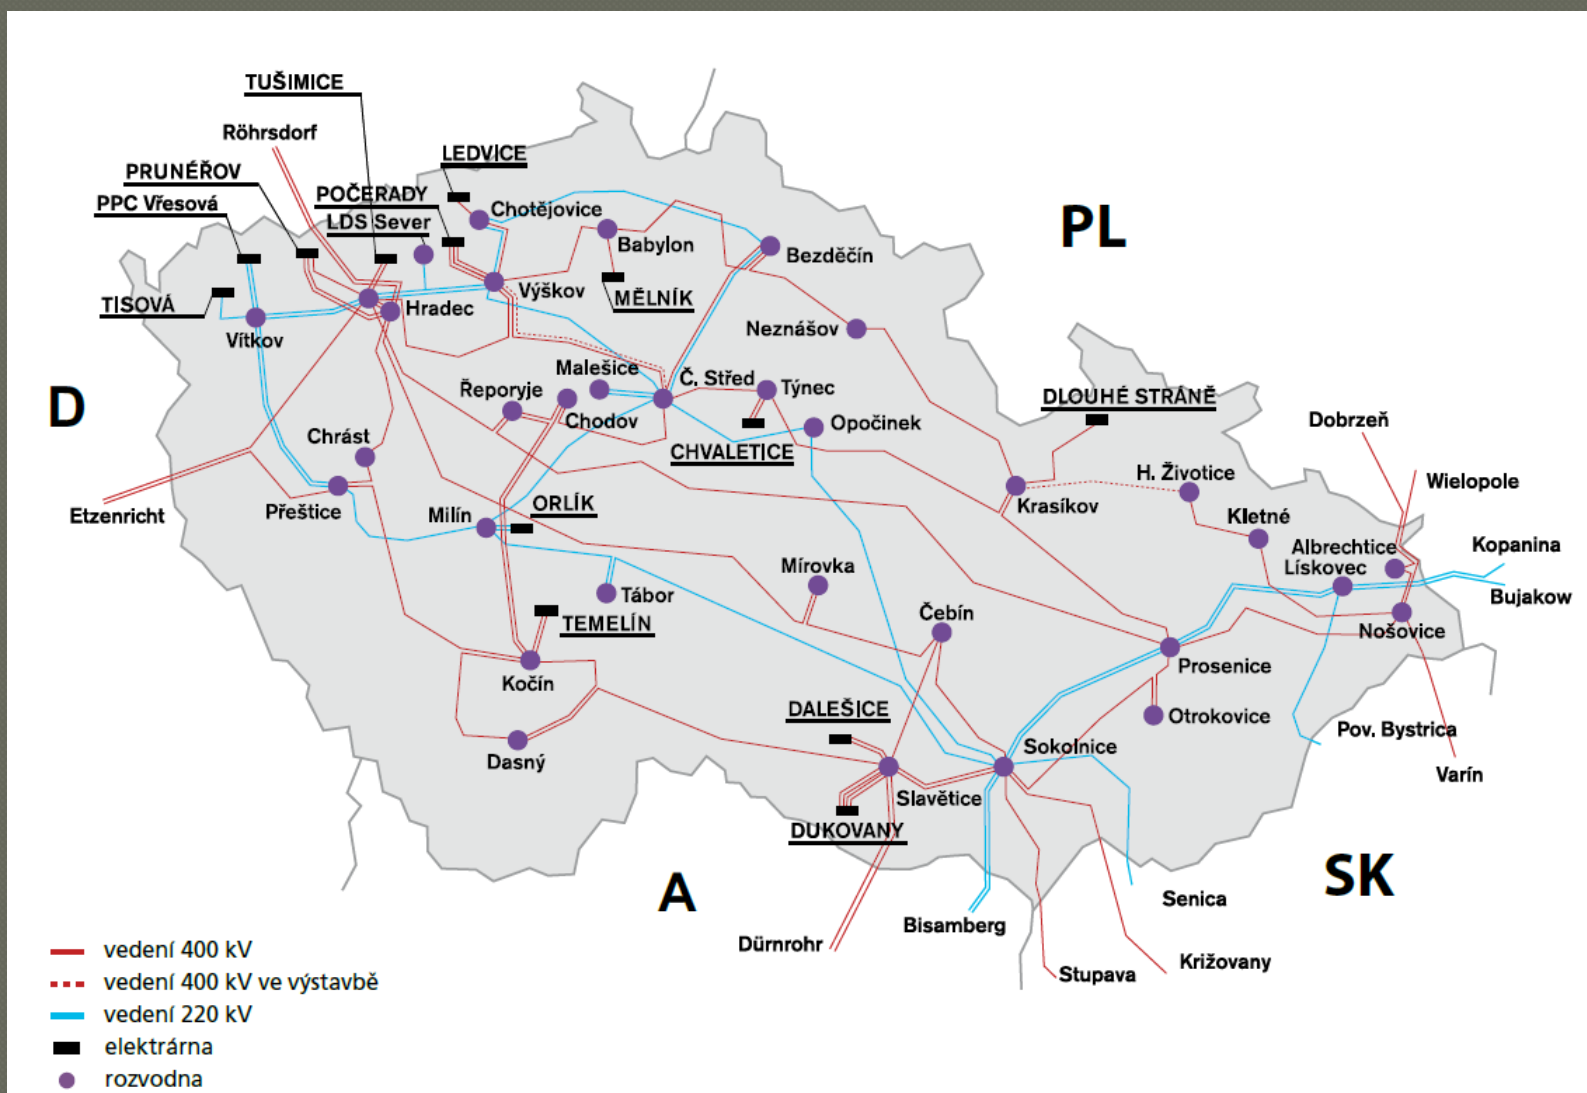 TUŠIMICE
Röhrsdorf
LEDVICE
PRUNÉŘOV
POČERADY
PPC Vřesová
LDS Sever
Chotějovice
PL
Babylon
Bezděčín
TISOVÁ
Výškov
MĚLNÍK
Hradec
Neznášov
Vítkov
Malešice
Č. Střed
Týnec
Řeporyje
D
DLOUHÉ STRÁNĚ
Chodov
Opočinek
Dobrzeň
Chrást
CHVALETICE
H. Životice
Wielopole
ORLÍK
Krasíkov
Přeštice
Milín
Etzenricht
Kletné
Albrechtice
Kopanina
Lískovec
Mírovka
Bujakow
Tábor
TEMELÍN
Čebín
Nošovice
Prosenice
Kočín
DALEŠICE
Otrokovice
Pov. Bystrica
Sokolnice
Dasný
Varín
Slavětice
DUKOVANY
SK
A
Senica
Bisamberg
Dürnrohr
Križovany
Stupava
vedení 400 kV
vedení 400 kV ve výstavbě
vedení 220 kV
elektrárna
rozvodna